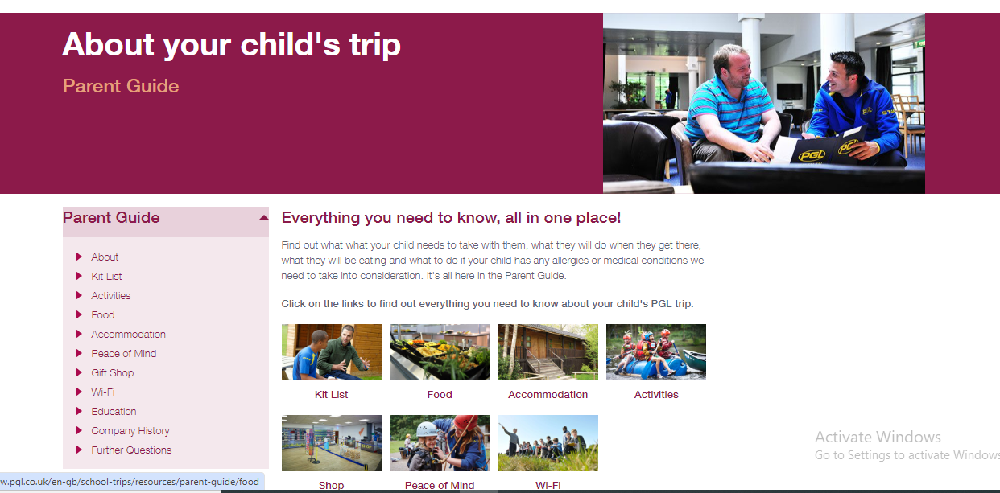 About your child's trip
Parent Guide
PGL
PGL
PGL
Parent Guide
About
Kit List
Activities
Food
Accommodation
Peace of Mind
Gift Shop
Wi-Fi
Education
Company History
Further Questions
Everything you need to know, all in one place!
Find out what what your child needs to take with them, what they will do when they get there,
what they will be eating and what to do if your child has any allergies or medical conditions we
need to take into consideration. It's all here in the Parent Guide.
Click on the links to find out everything you need to know about your child's PGL trip.
Kit List
Food
Accommodation
Activities
SHOP
Shop
Peace of Mind
Wi-Fi
Activate Windows
Go to Settings to activate Windows
w.pgl.co.uk/en-gb/school-trips/resources/parent-guide/food